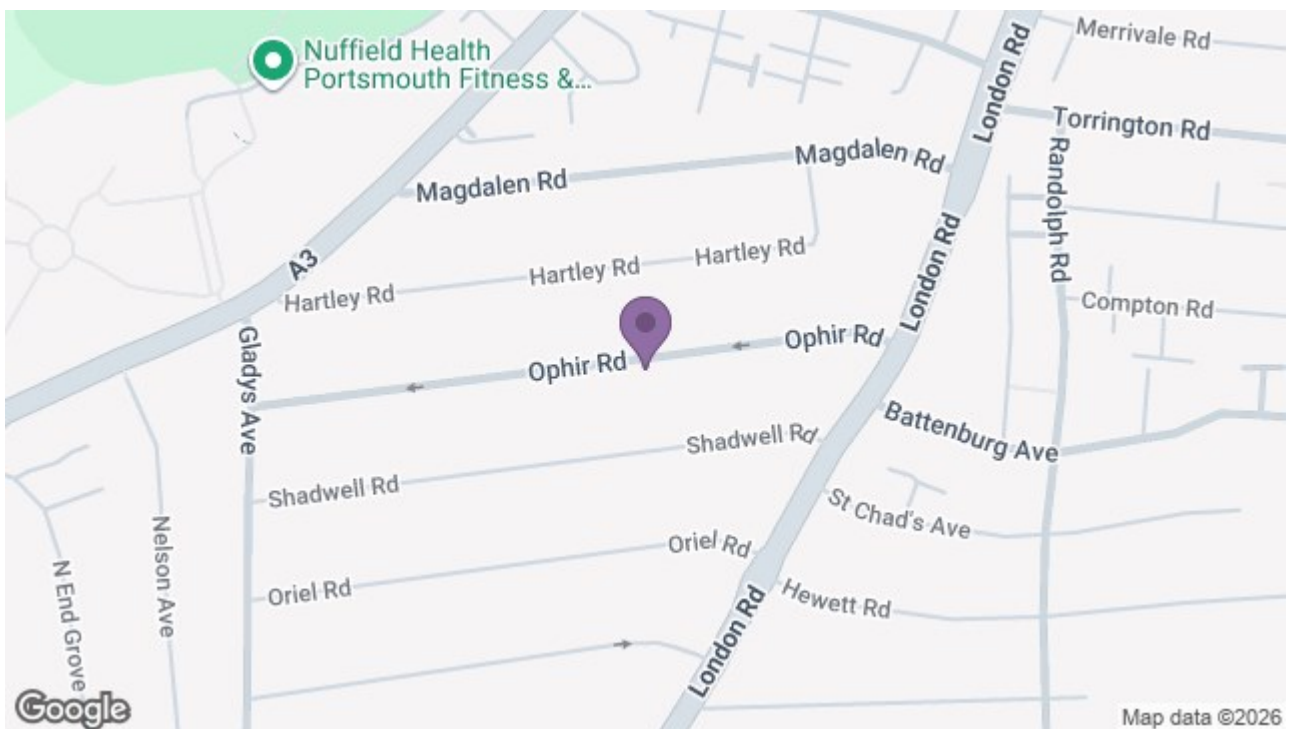 Nuffield Health
Portsmouth Fitness &...
London Rd
Merrivale Rd
Torrington Rd
Magdalen Rd
Magdalen Rd
Randolph Rd
A3
Hartley Rd
Hartley Rd
Hartley Rd
London Rd
Compton Rd
Gladys Ave
Ophir Rd
Ophir Rd
Battenburg Ave
Shadwell Rd
Shadwell Rd
St Chad's Ave
Nelson Ave
N End Grove
Oriel Rd
Oriel Rd
Hewett Rd
London Rd
Google
Map data ©2026